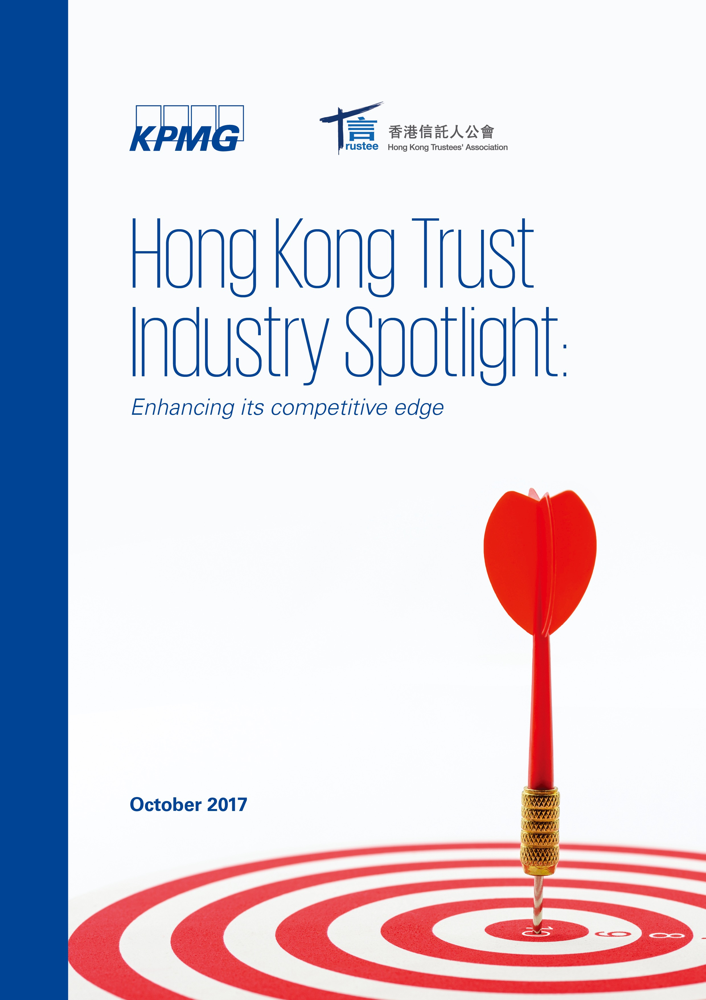 KPMG
言
rustee
香港信託人公會
Hong Kong Trustees' Association
Hong Kong Trust
Industry Spotlight:
Enhancing its competitive edge
October 2017
10
9
8